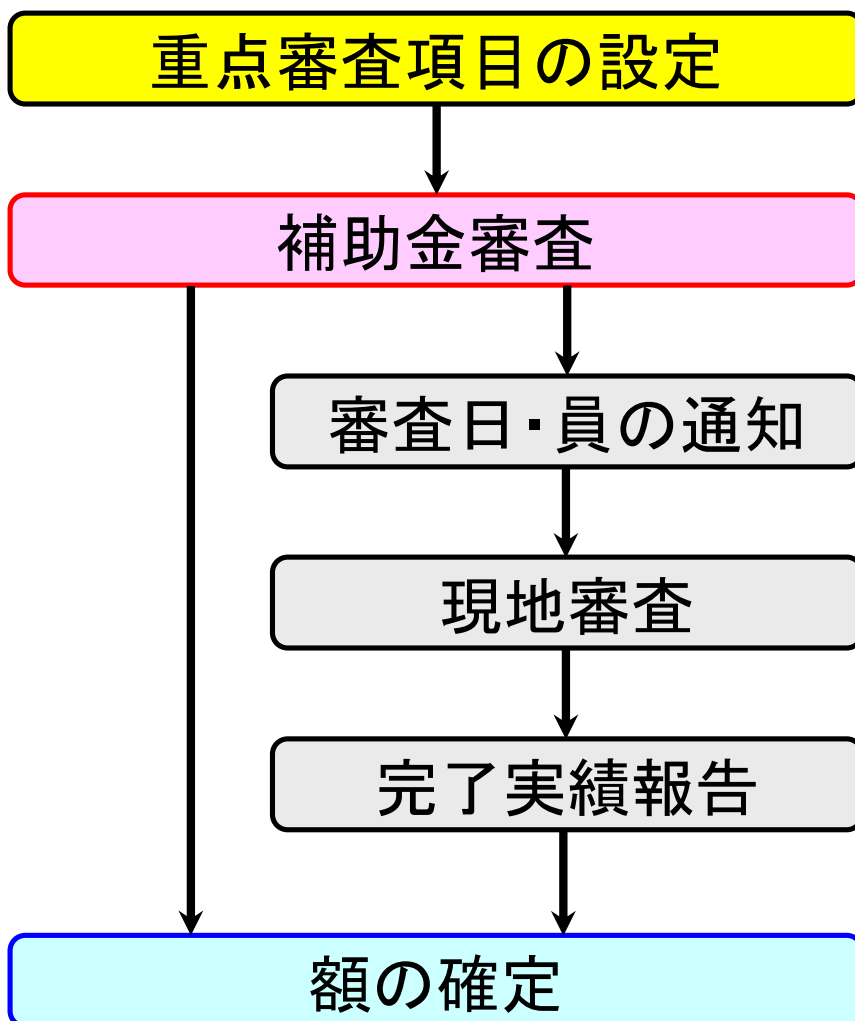 重点審査項目の設定
補助金審査
審査日・員の通知
現地審査
完了実績報告
額の確定